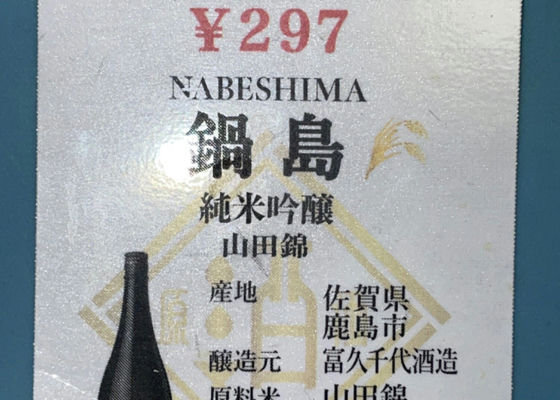 ¥297
NABESHIMA
鍋島
純米吟醸
山田錦
産地 佐賀県
鹿島市
醸造元 富久千代酒造
原料米 山田錦